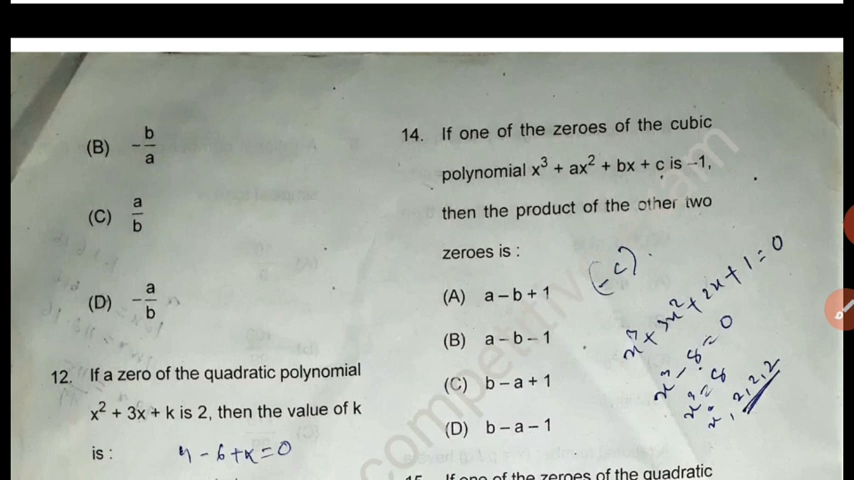 (B) -b/a
(C) a/b
(D) -a/b
12. If a zero of the quadratic polynomial
x² + 3x + k is 2, then the value of k
is :
4 - 6 + k = 0
14. If one of the zeroes of the cubic
polynomial x³ + ax² + bx + c is -1,
then the product of the other two
zeroes is :
(-c)
(A) a – b + 1
(B) a – b – 1
(C) b – a + 1
(D) b – a – 1
x³ + 3x² + 2x + 1 = 0
x³ - 8 = 0
x³ = 8
2, 2, 2
15. If one of the zeroes of the quadratic
competitive